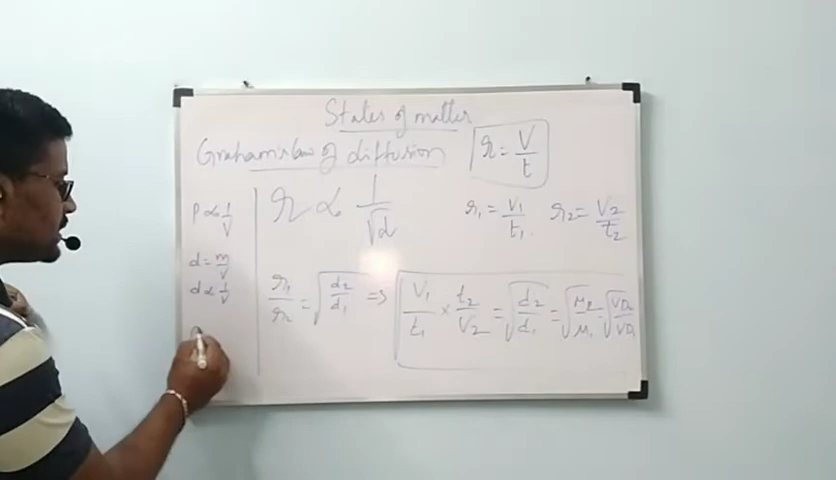 States of matter
Graham's law of diffusion
r = V/t
P ∝ 1/V
r ∝ 1/√d
r₁ = V₁/t₁
r₂ = V₂/t₂
d = m/V
d ∝ 1/V
r₁/r₂ = √d₂/d₁ ⇒ V₁/t₁ × t₂/V₂ = √d₂/d₁ = √M₂/M₁ = √VD₂/VD₁